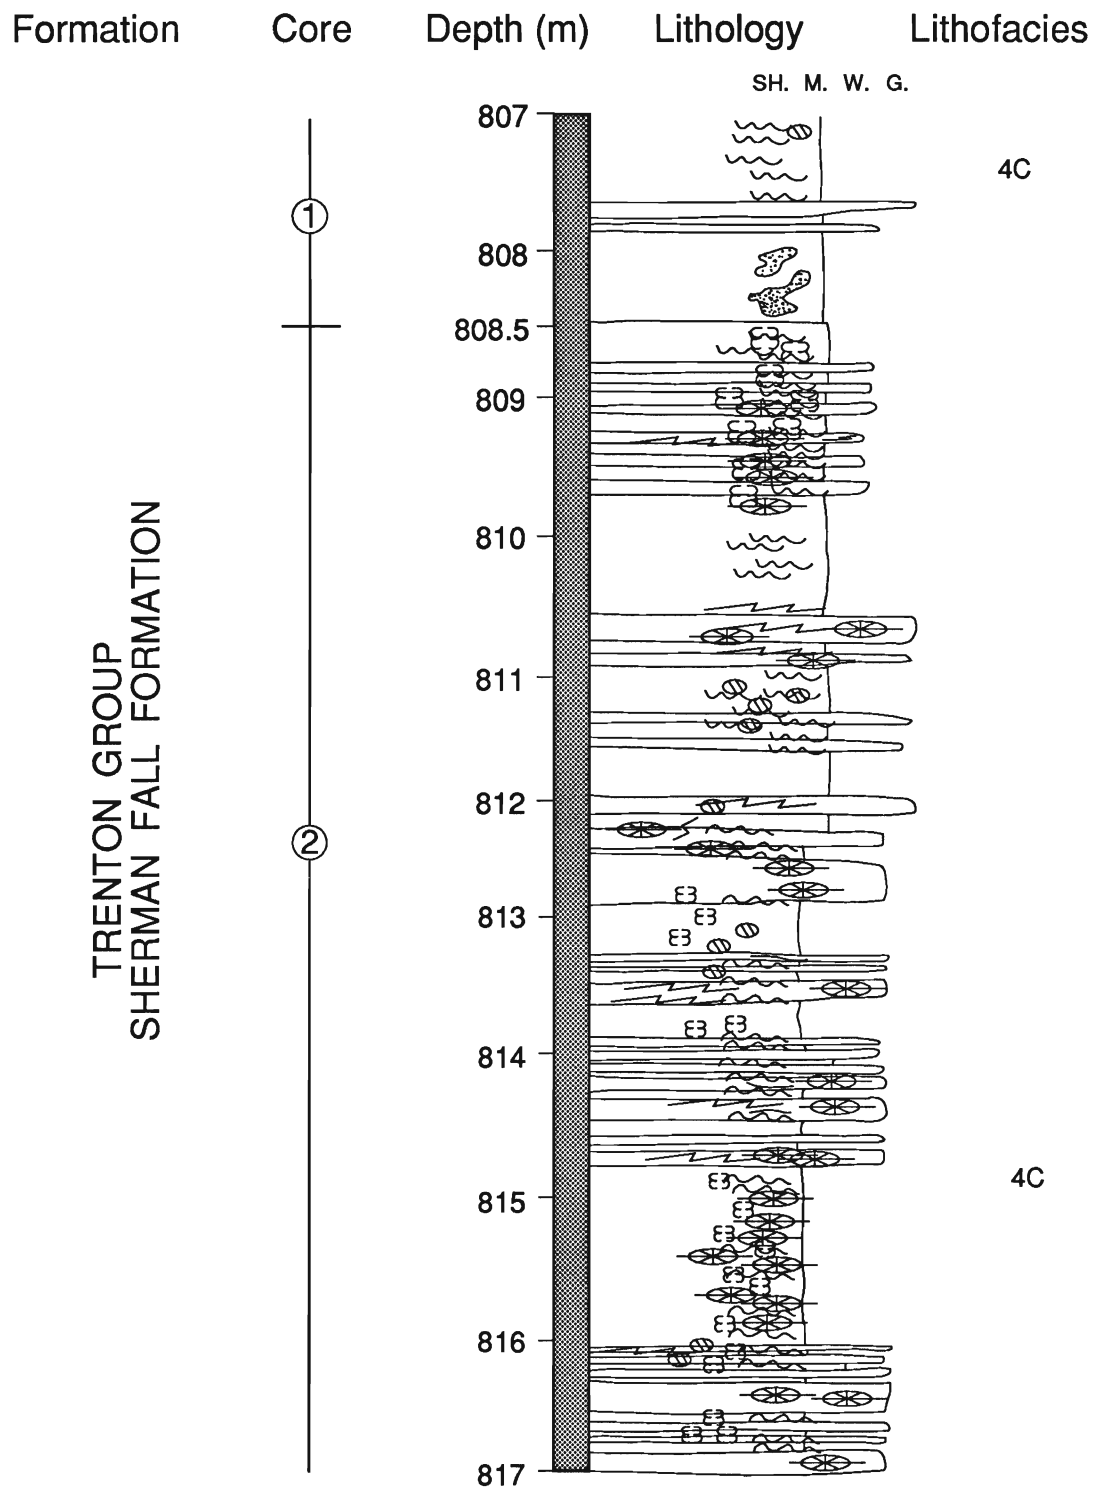 Formation Core Depth (m) Lithology Lithofacies
SH. M. W. G.
807
4C
1
808
808.5
809
810
TRENTON GROUP
SHERMAN FALL FORMATION
811
812
2
813
814
4C
815
816
817